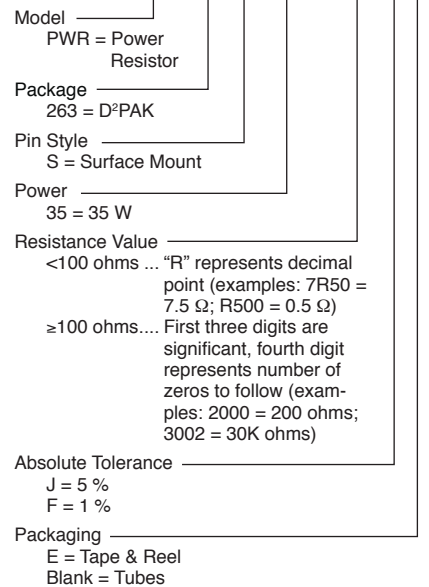 Model
PWR = Power
Resistor
Package
263 = D²PAK
Pin Style
S = Surface Mount
Power
35 = 35 W
Resistance Value
<100 ohms ... “R” represents decimal
point (examples: 7R50 =
7.5 Ω; R500 = 0.5 Ω)
≥100 ohms.... First three digits are
significant, fourth digit
represents number of
zeros to follow (exam-
ples: 2000 = 200 ohms;
3002 = 30K ohms)
Absolute Tolerance
J = 5 %
F = 1 %
Packaging
E = Tape & Reel
Blank = Tubes